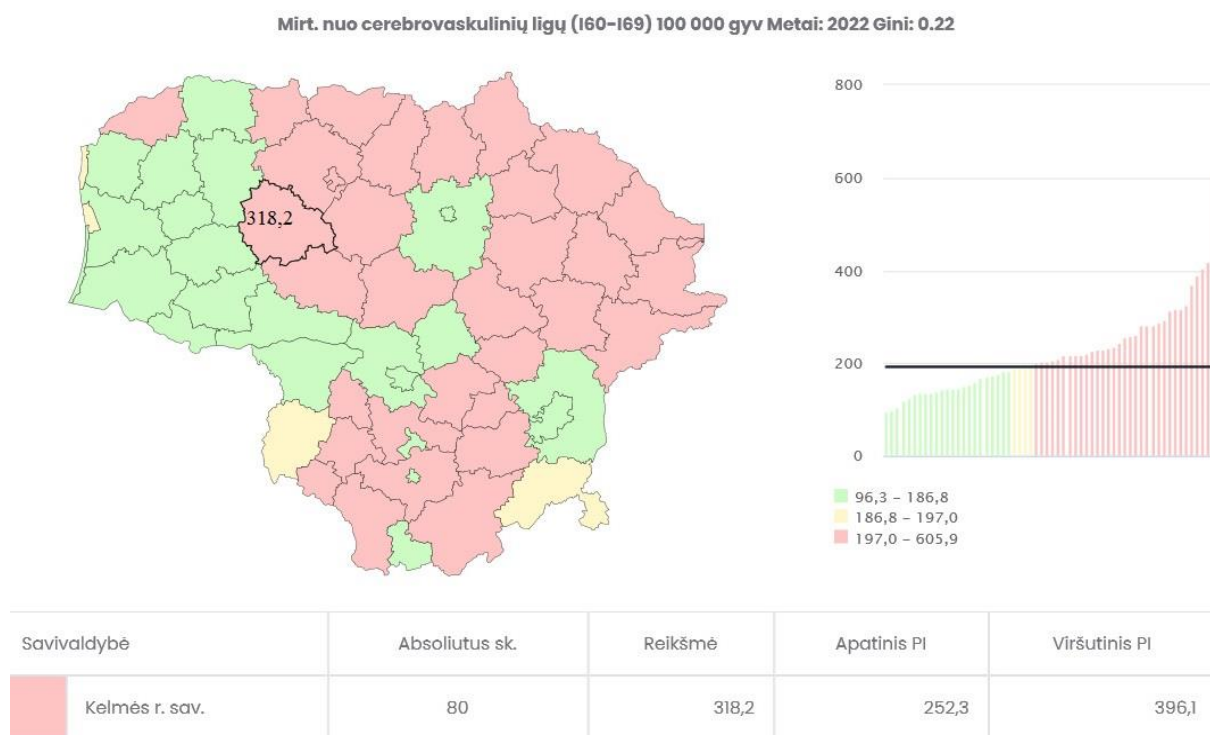 Mirt. nuo cerebrovaskulinių ligų (I60-I69) 100 000 gyv Metai: 2022 Gini: 0.22
318,2
800
600
400
200
0
96,3 - 186,8
186,8 - 197,0
197,0 - 605,9
Savivaldybė Absoliutus sk. Reikšmė Apatinis PI Viršutinis PI
Kelmės r. sav. 80 318,2 252,3 396,1